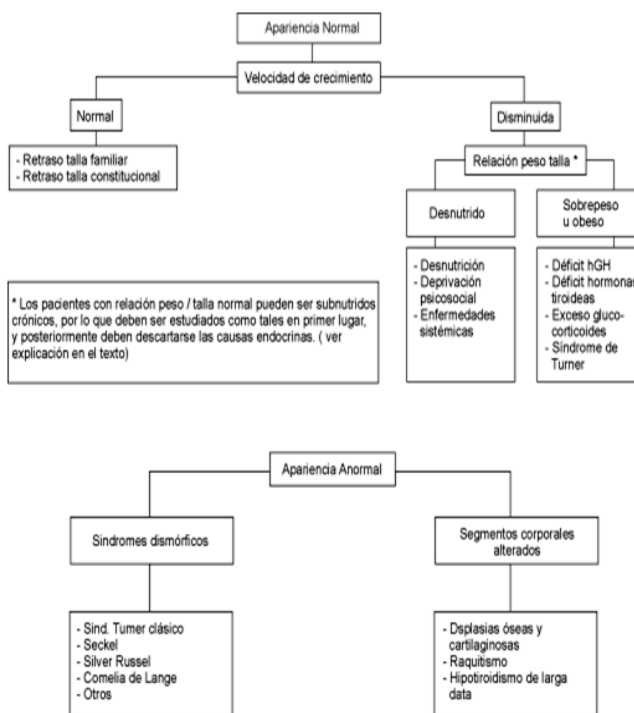 Apariencia Normal
Velocidad de crecimiento
Normal
Disminuida
- Retraso talla familiar
- Retraso talla constitucional
Relación peso talla *
Desnutrido
Sobrepeso
u obeso
- Desnutrición
- Deprivación
psicosocial
- Enfermedades
sistémicas
- Déficit hGH
- Déficit hormonas
tiroideas
- Exceso gluco-
corticoides
- Síndrome de
Turner
* Los pacientes con relación peso / talla normal pueden ser subnutridos
crónicos, por lo que deben ser estudiados como tales en primer lugar,
y posteriormente deben descartarse las causas endocrinas. ( ver
explicación en el texto)
Apariencia Anormal
Sindromes dismórficos
Segmentos corporales
alterados
- Sind. Turner clásico
- Seckel
- Silver Russel
- Cornelia de Lange
- Otros
- Dsplasias óseas y
cartilaginosas
- Raquitismo
- Hipotiroidismo de larga
data